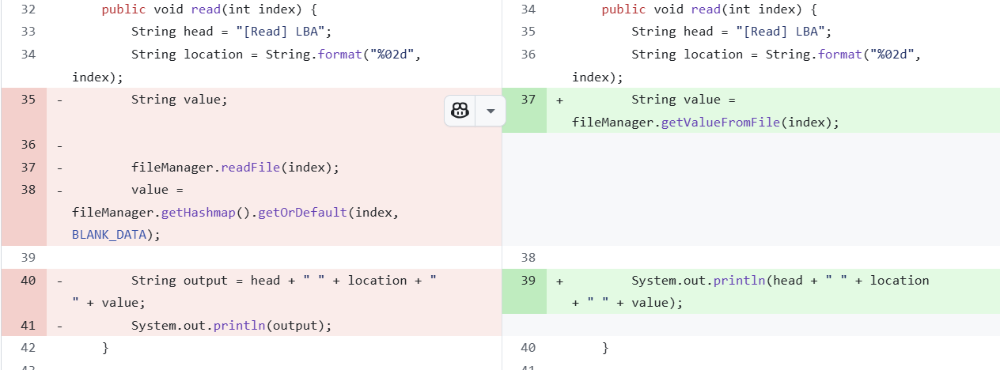 32 public void read(int index) {
33 String head = "[Read] LBA";
34 String location = String.format("%02d",
index);
35 - String value;
36 -
37 - fileManager.readFile(index);
38 - value =
fileManager.getHashmap().getOrDefault(index,
BLANK_DATA);
39
40 - String output = head + " " + location + "
" + value;
41 - System.out.println(output);
42 }
34 public void read(int index) {
35 String head = "[Read] LBA";
36 String location = String.format("%02d",
index);
37 + String value =
fileManager.getValueFromFile(index);
38
39 + System.out.println(head + " " + location
+ " " + value);
40 }